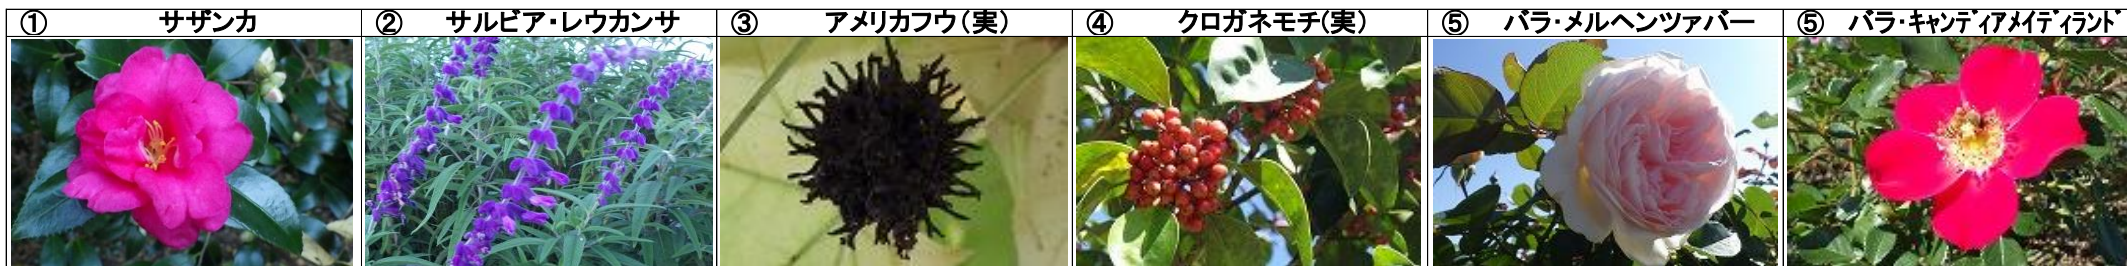 ① サザンカ
② サルビア・レウカンサ
③ アメリカフウ(実)
④ クロガネモチ(実)
⑤ バラ・メルヘンツァバー
⑤ バラ・キャンディアメイディランド